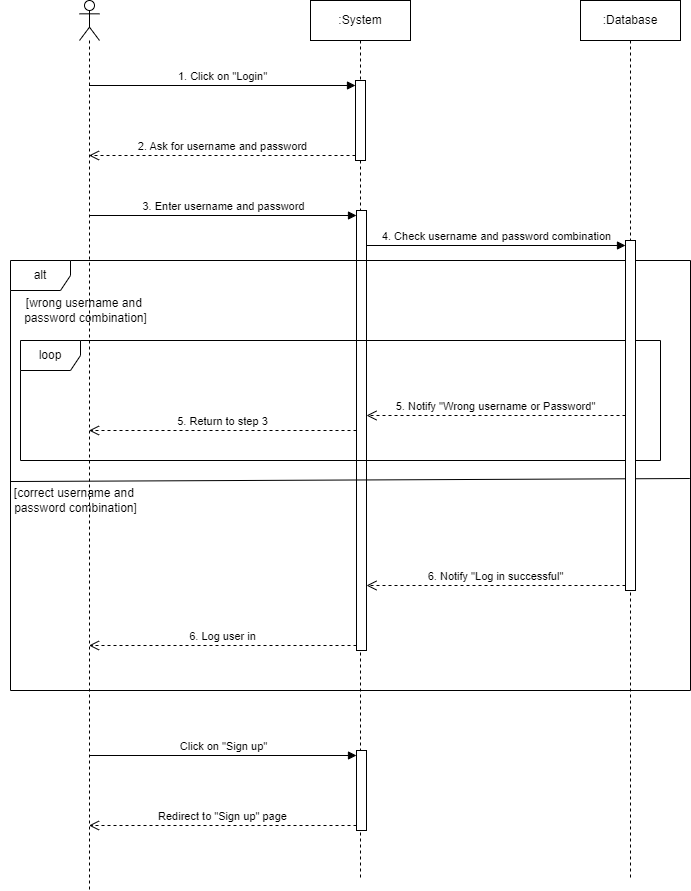 :System
:Database
1. Click on "Login"
2. Ask for username and password
3. Enter username and password
4. Check username and password combination
alt
[wrong username and
password combination]
loop
5. Notify "Wrong username or Password"
5. Return to step 3
[correct username and
password combination]
6. Notify "Log in successful"
6. Log user in
Click on "Sign up"
Redirect to "Sign up" page